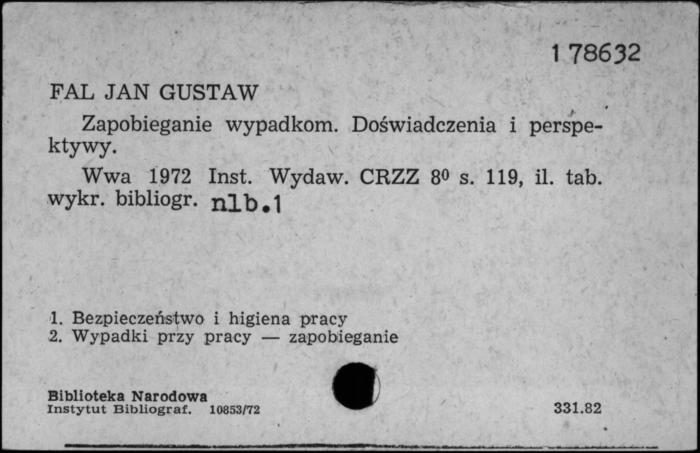 178632
FAL JAN GUSTAW
Zapobieganie wypadkom. Doświadczenia i perspe-
ktywy.
Wwa 1972 Inst. Wydaw. CRZZ 8⁰ s. 119, il. tab.
wykr. bibliogr. nlb.1
1. Bezpieczeństwo i higiena pracy
2. Wypadki przy pracy — zapobieganie
Biblioteka Narodowa
Instytut Bibliograf. 10853/72
331.82